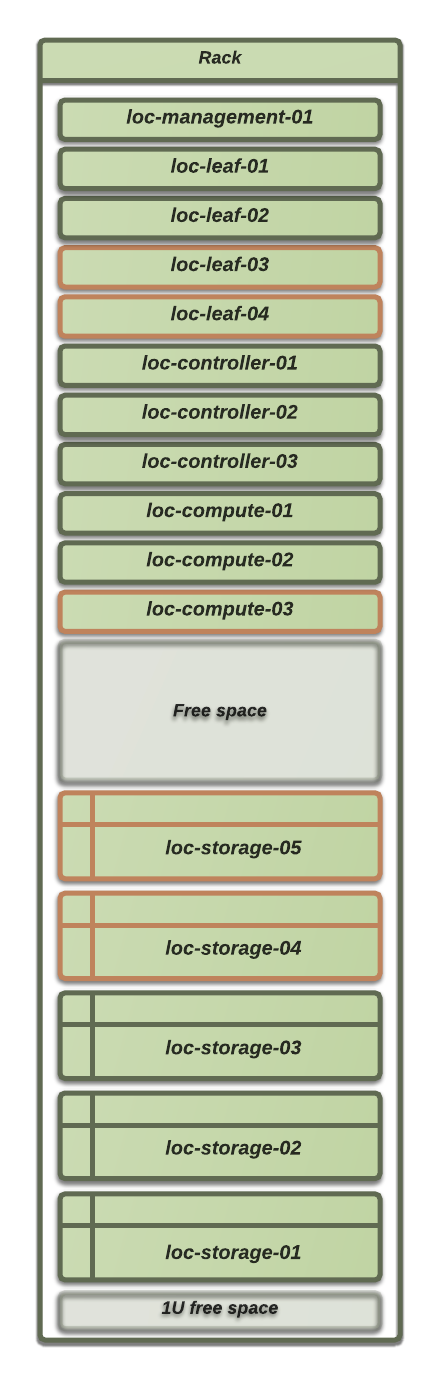 Rack
loc-management-01
loc-leaf-01
loc-leaf-02
loc-leaf-03
loc-leaf-04
loc-controller-01
loc-controller-02
loc-controller-03
loc-compute-01
loc-compute-02
loc-compute-03
Free space
loc-storage-05
loc-storage-04
loc-storage-03
loc-storage-02
loc-storage-01
1U free space